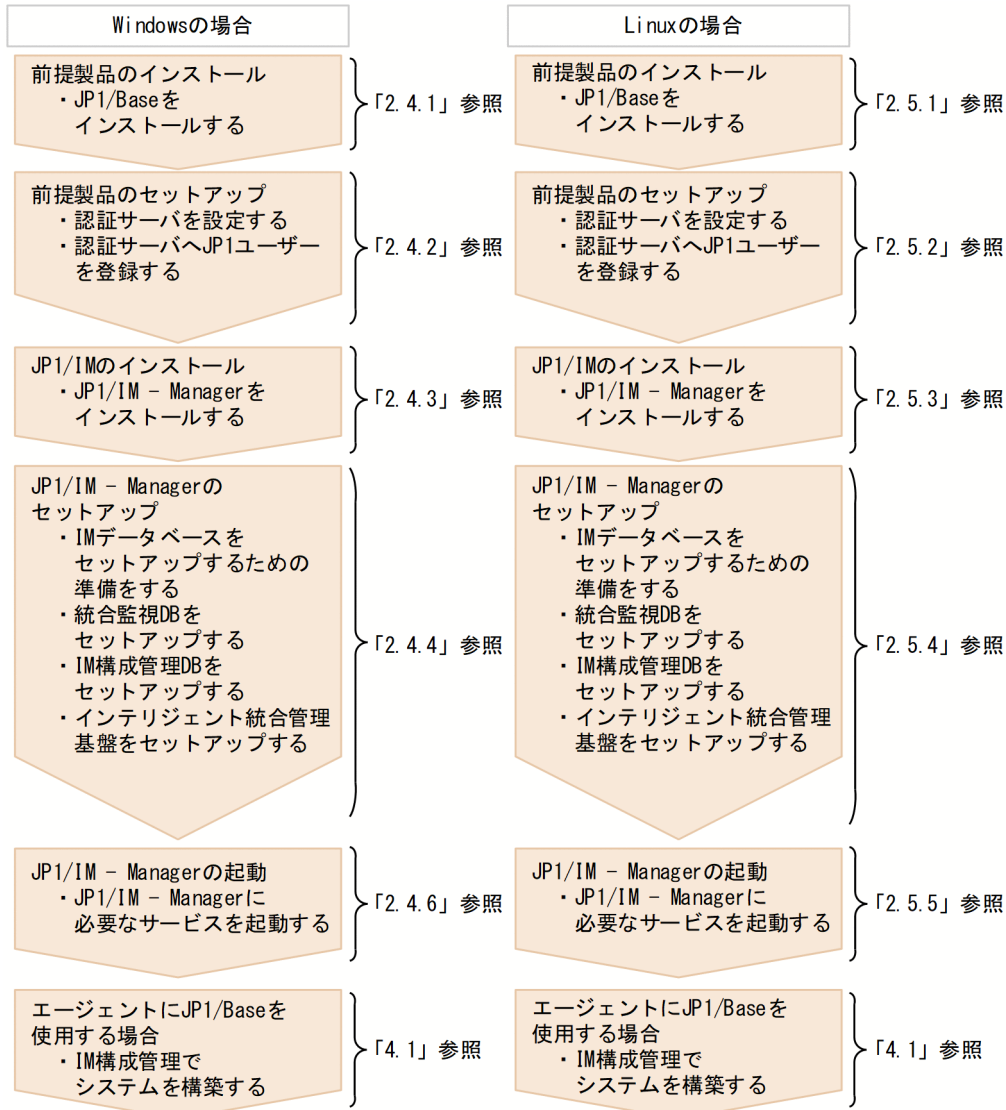 Windowsの場合
前提製品のインストール
・JP1/Baseを
インストールする
「2.4.1」参照
前提製品のセットアップ
・認証サーバを設定する
・認証サーバへJP1ユーザー
を登録する
「2.4.2」参照
JP1/IMのインストール
・JP1/IM − Managerを
インストールする
「2.4.3」参照
JP1/IM − Managerの
セットアップ
・IMデータベースを
セットアップするための
準備をする
・統合監視DBを
セットアップする
・IM構成管理DBを
セットアップする
・インテリジェント統合管理
基盤をセットアップする
「2.4.4」参照
JP1/IM − Managerの起動
・JP1/IM − Managerに
必要なサービスを起動する
「2.4.6」参照
エージェントにJP1/Baseを
使用する場合
・IM構成管理で
システムを構築する
「4.1」参照
Linuxの場合
前提製品のインストール
・JP1/Baseを
インストールする
「2.5.1」参照
前提製品のセットアップ
・認証サーバを設定する
・認証サーバへJP1ユーザー
を登録する
「2.5.2」参照
JP1/IMのインストール
・JP1/IM − Managerを
インストールする
「2.5.3」参照
JP1/IM − Managerの
セットアップ
・IMデータベースを
セットアップするための
準備をする
・統合監視DBを
セットアップする
・IM構成管理DBを
セットアップする
・インテリジェント統合管理
基盤をセットアップする
「2.5.4」参照
JP1/IM − Managerの起動
・JP1/IM − Managerに
必要なサービスを起動する
「2.5.5」参照
エージェントにJP1/Baseを
使用する場合
・IM構成管理で
システムを構築する
「4.1」参照